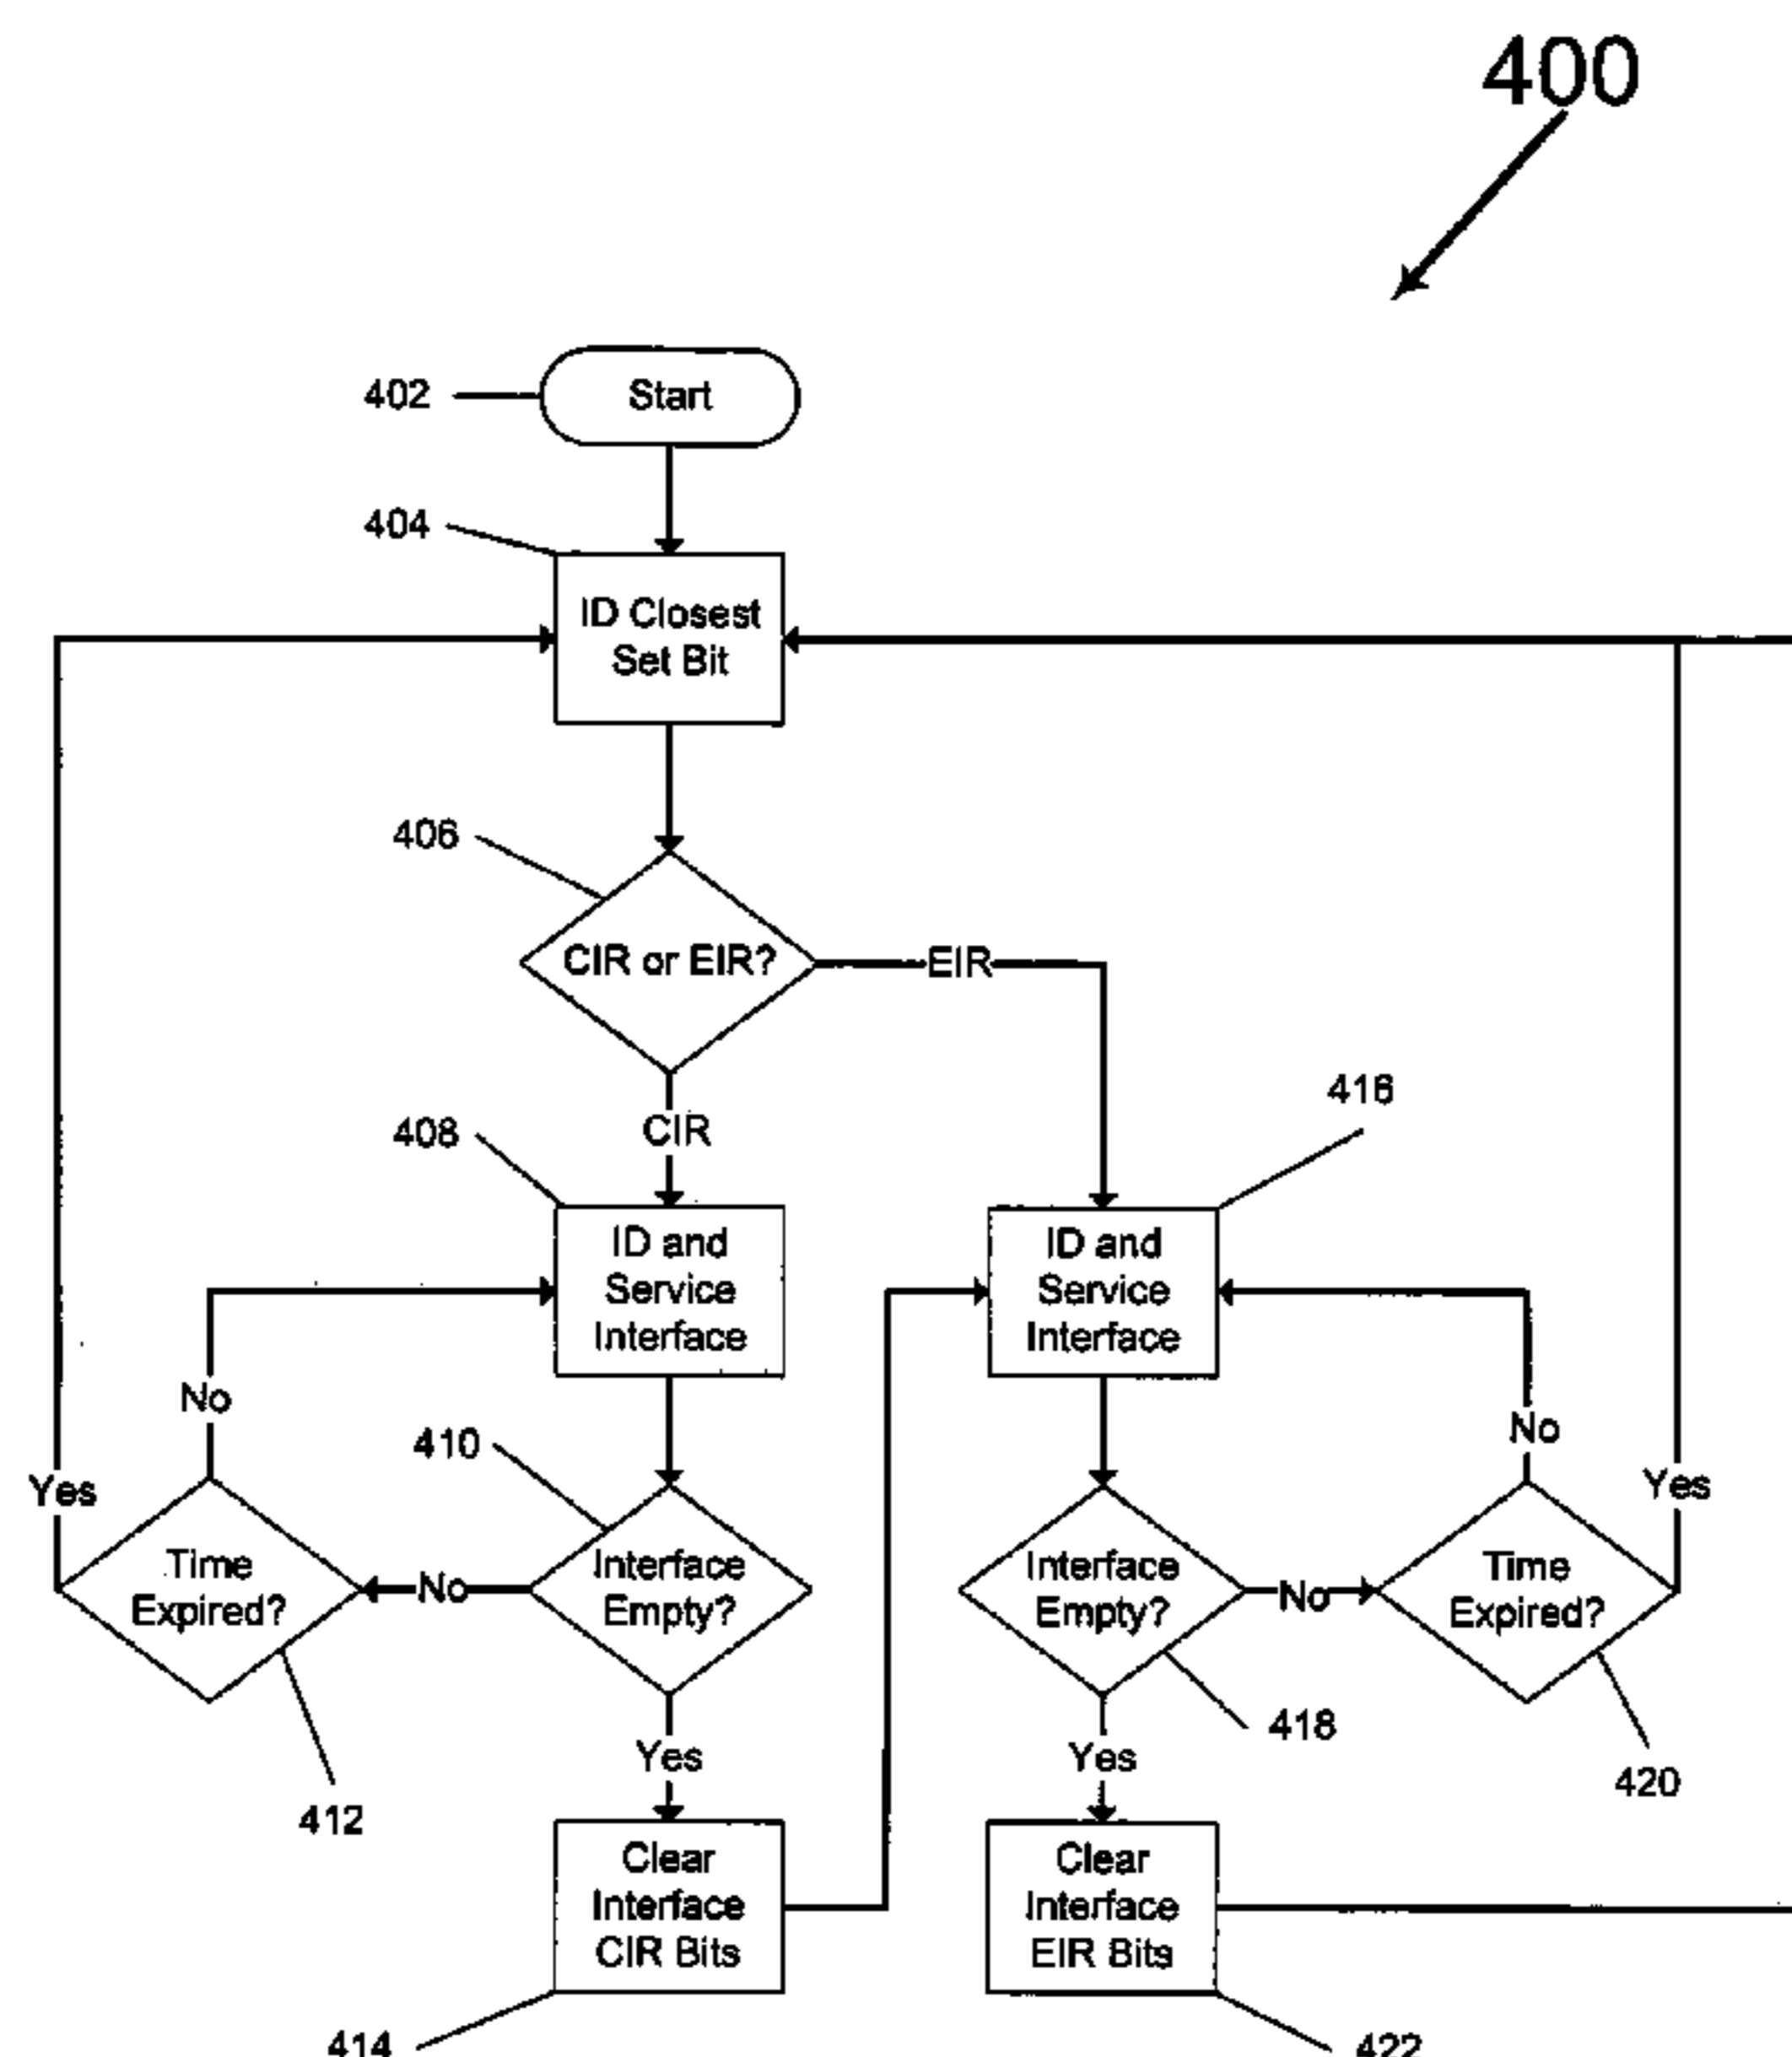 400
402
Start
404
ID Closest
Set Bit
406
CIR or EIR?
EIR
CIR
408
416
ID and
Service
Interface
ID and
Service
Interface
No
No
410
Yes
Yes
Time
Expired?
No
Interface
Empty?
Interface
Empty?
No
Time
Expired?
418
Yes
Yes
420
412
Clear
Interface
CIR Bits
Clear
Interface
EIR Bits
414
422